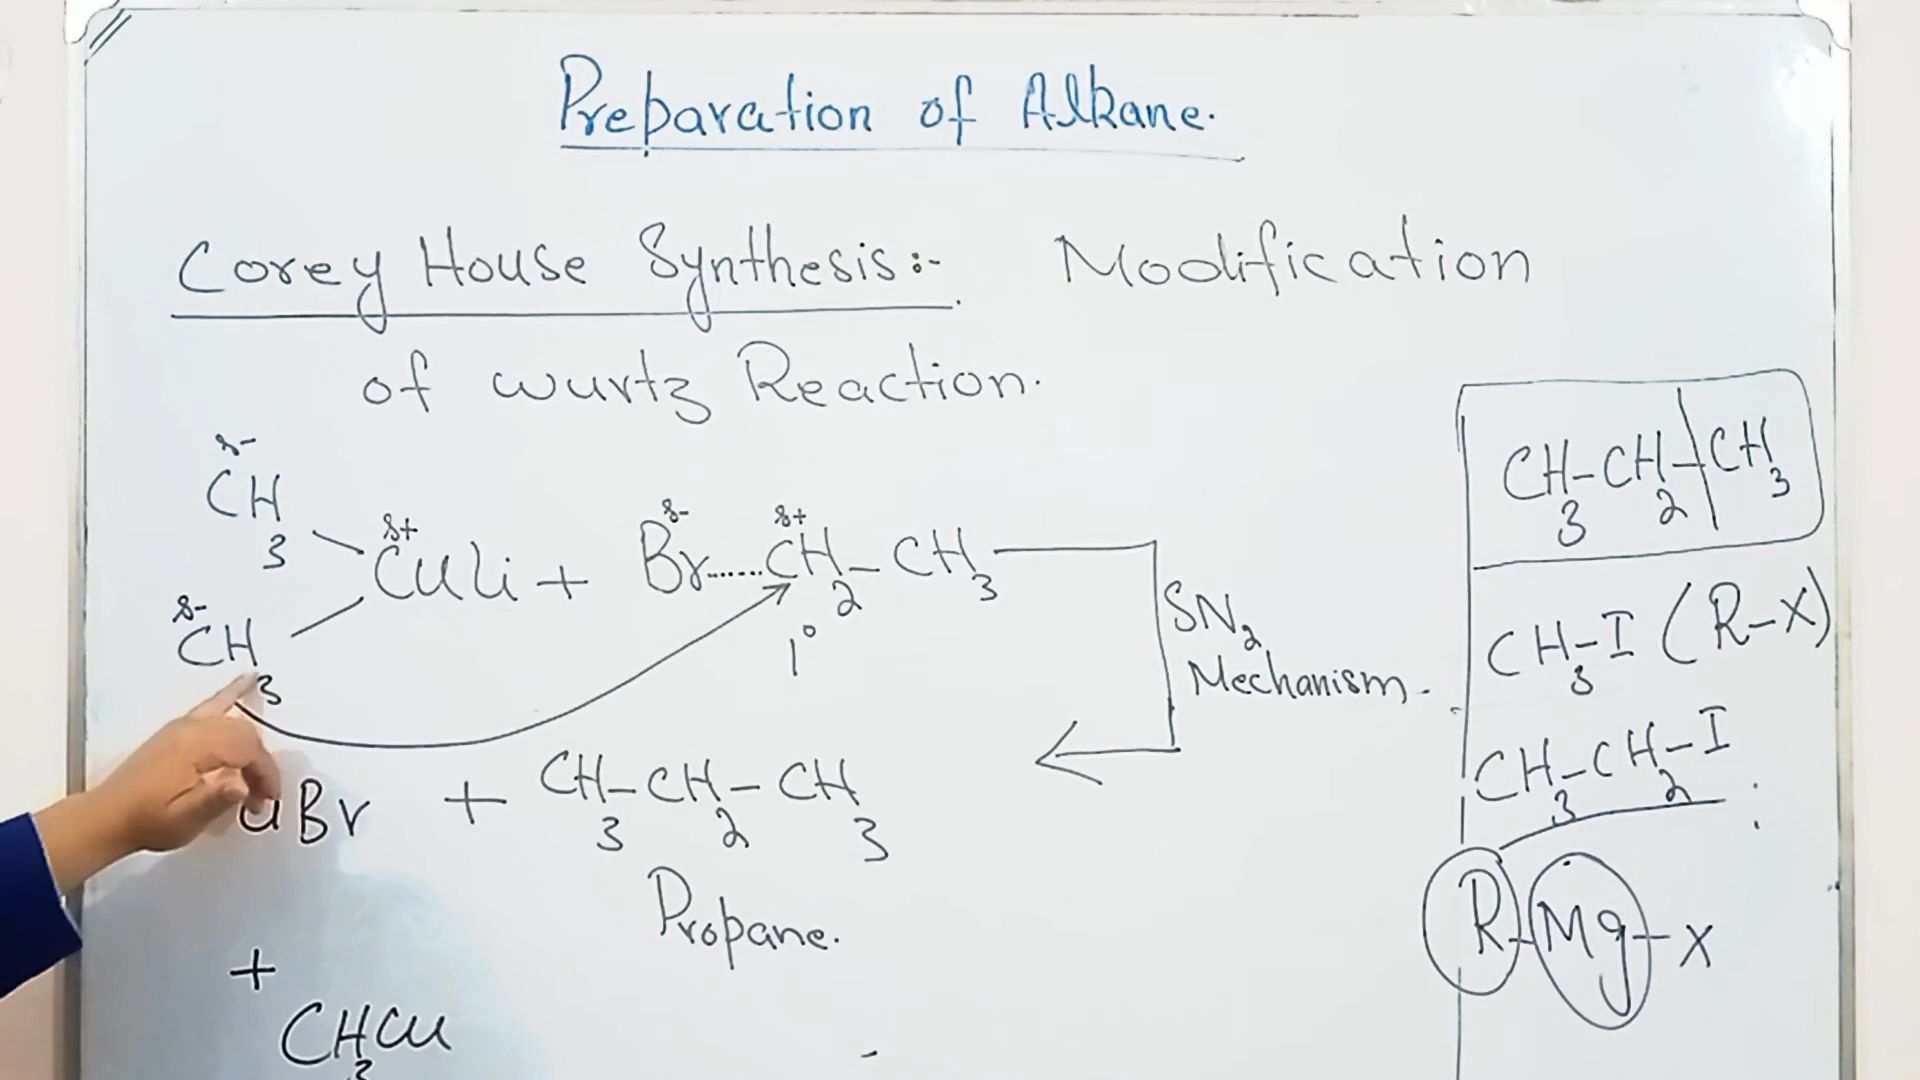 Preparation of Alkane.
Corey House Synthesis:- Modification
of wurtz Reaction.
δ-
CH3
δ+
CuLi + Br δ- ...... CH2 δ+ - CH3
δ-
CH3
1°
SN2
Mechanism.
Br + CH3-CH2-CH3
Propane.
+
CH3Cu
CH3-CH2-CH3
CH3-I (R-X)
CH3-CH2-I
R-Mg-X